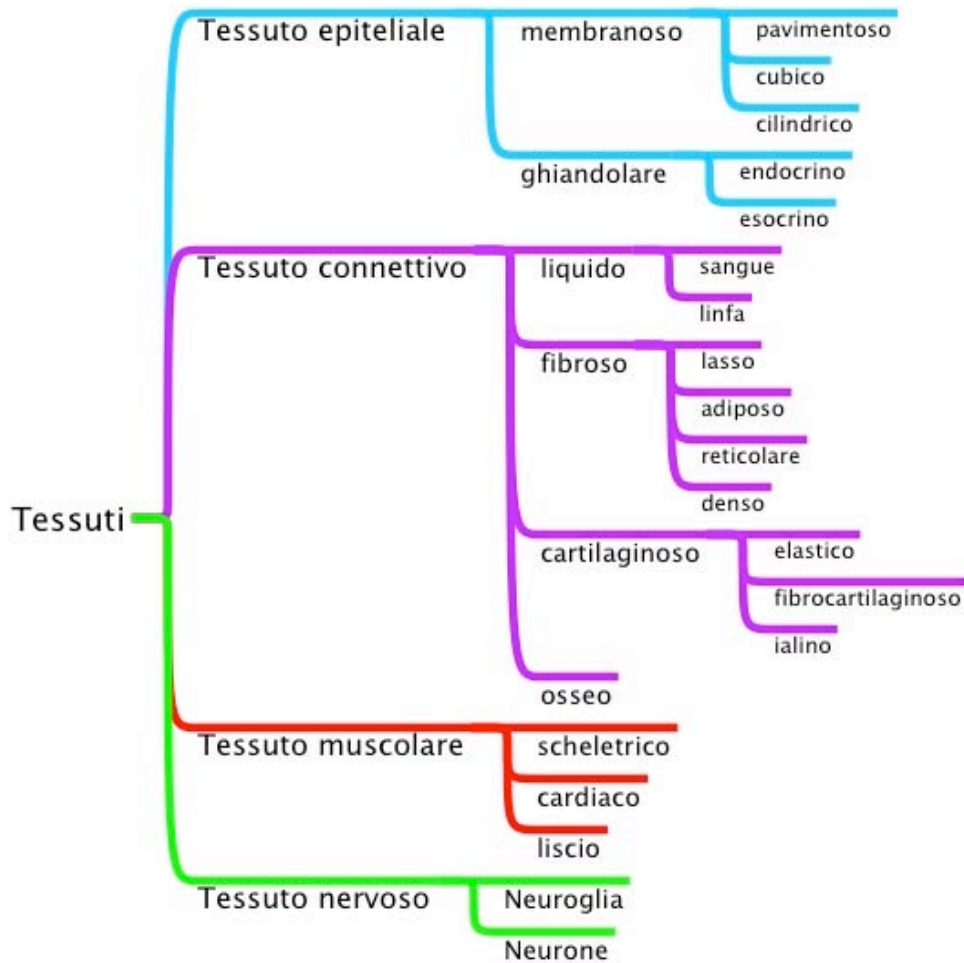 Tessuti
Tessuto epiteliale
membranoso
pavimentoso
cubico
cilindrico
ghiandolare
endocrino
esocrino
Tessuto connettivo
liquido
sangue
linfa
fibroso
lasso
adiposo
reticolare
denso
cartilaginoso
elastico
fibrocartilaginoso
ialino
osseo
Tessuto muscolare
scheletrico
cardiaco
liscio
Tessuto nervoso
Neuroglia
Neurone